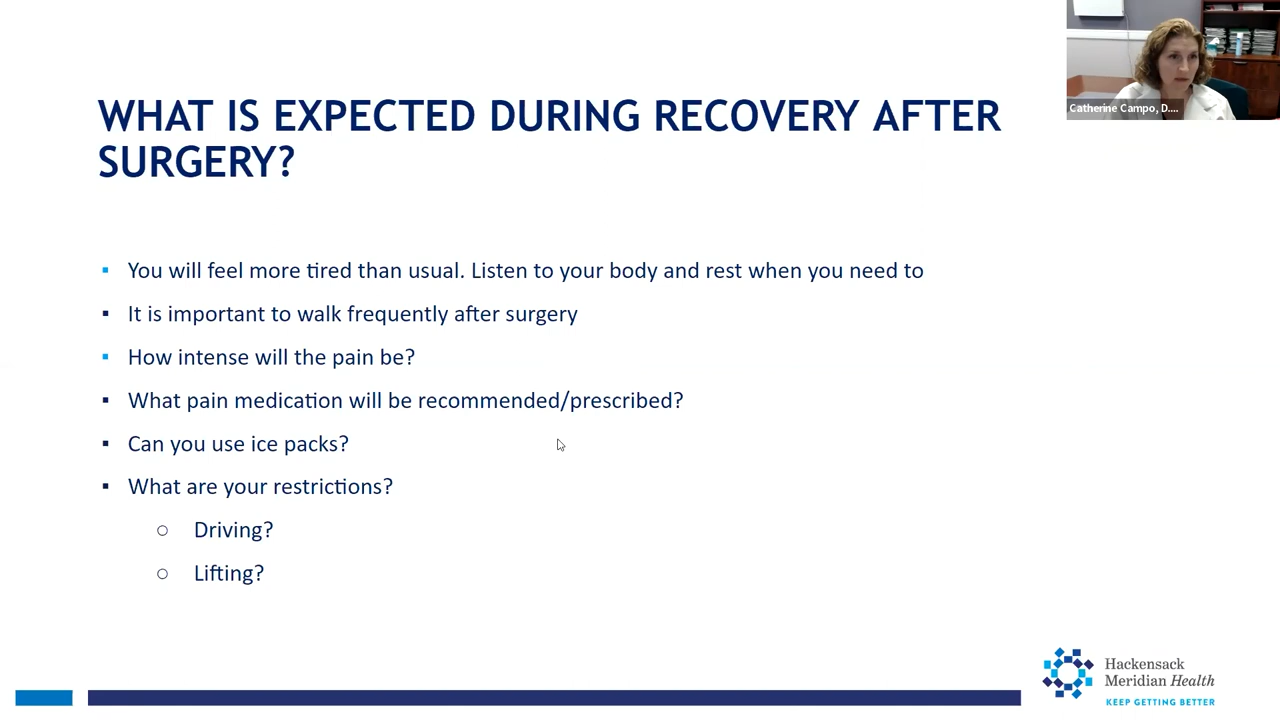 Catherine Campo, D....
WHAT IS EXPECTED DURING RECOVERY AFTER
SURGERY?
You will feel more tired than usual. Listen to your body and rest when you need to
It is important to walk frequently after surgery
How intense will the pain be?
What pain medication will be recommended/prescribed?
Can you use ice packs?
What are your restrictions?
Driving?
Lifting?
Hackensack
Meridian Health
KEEP GETTING BETTER